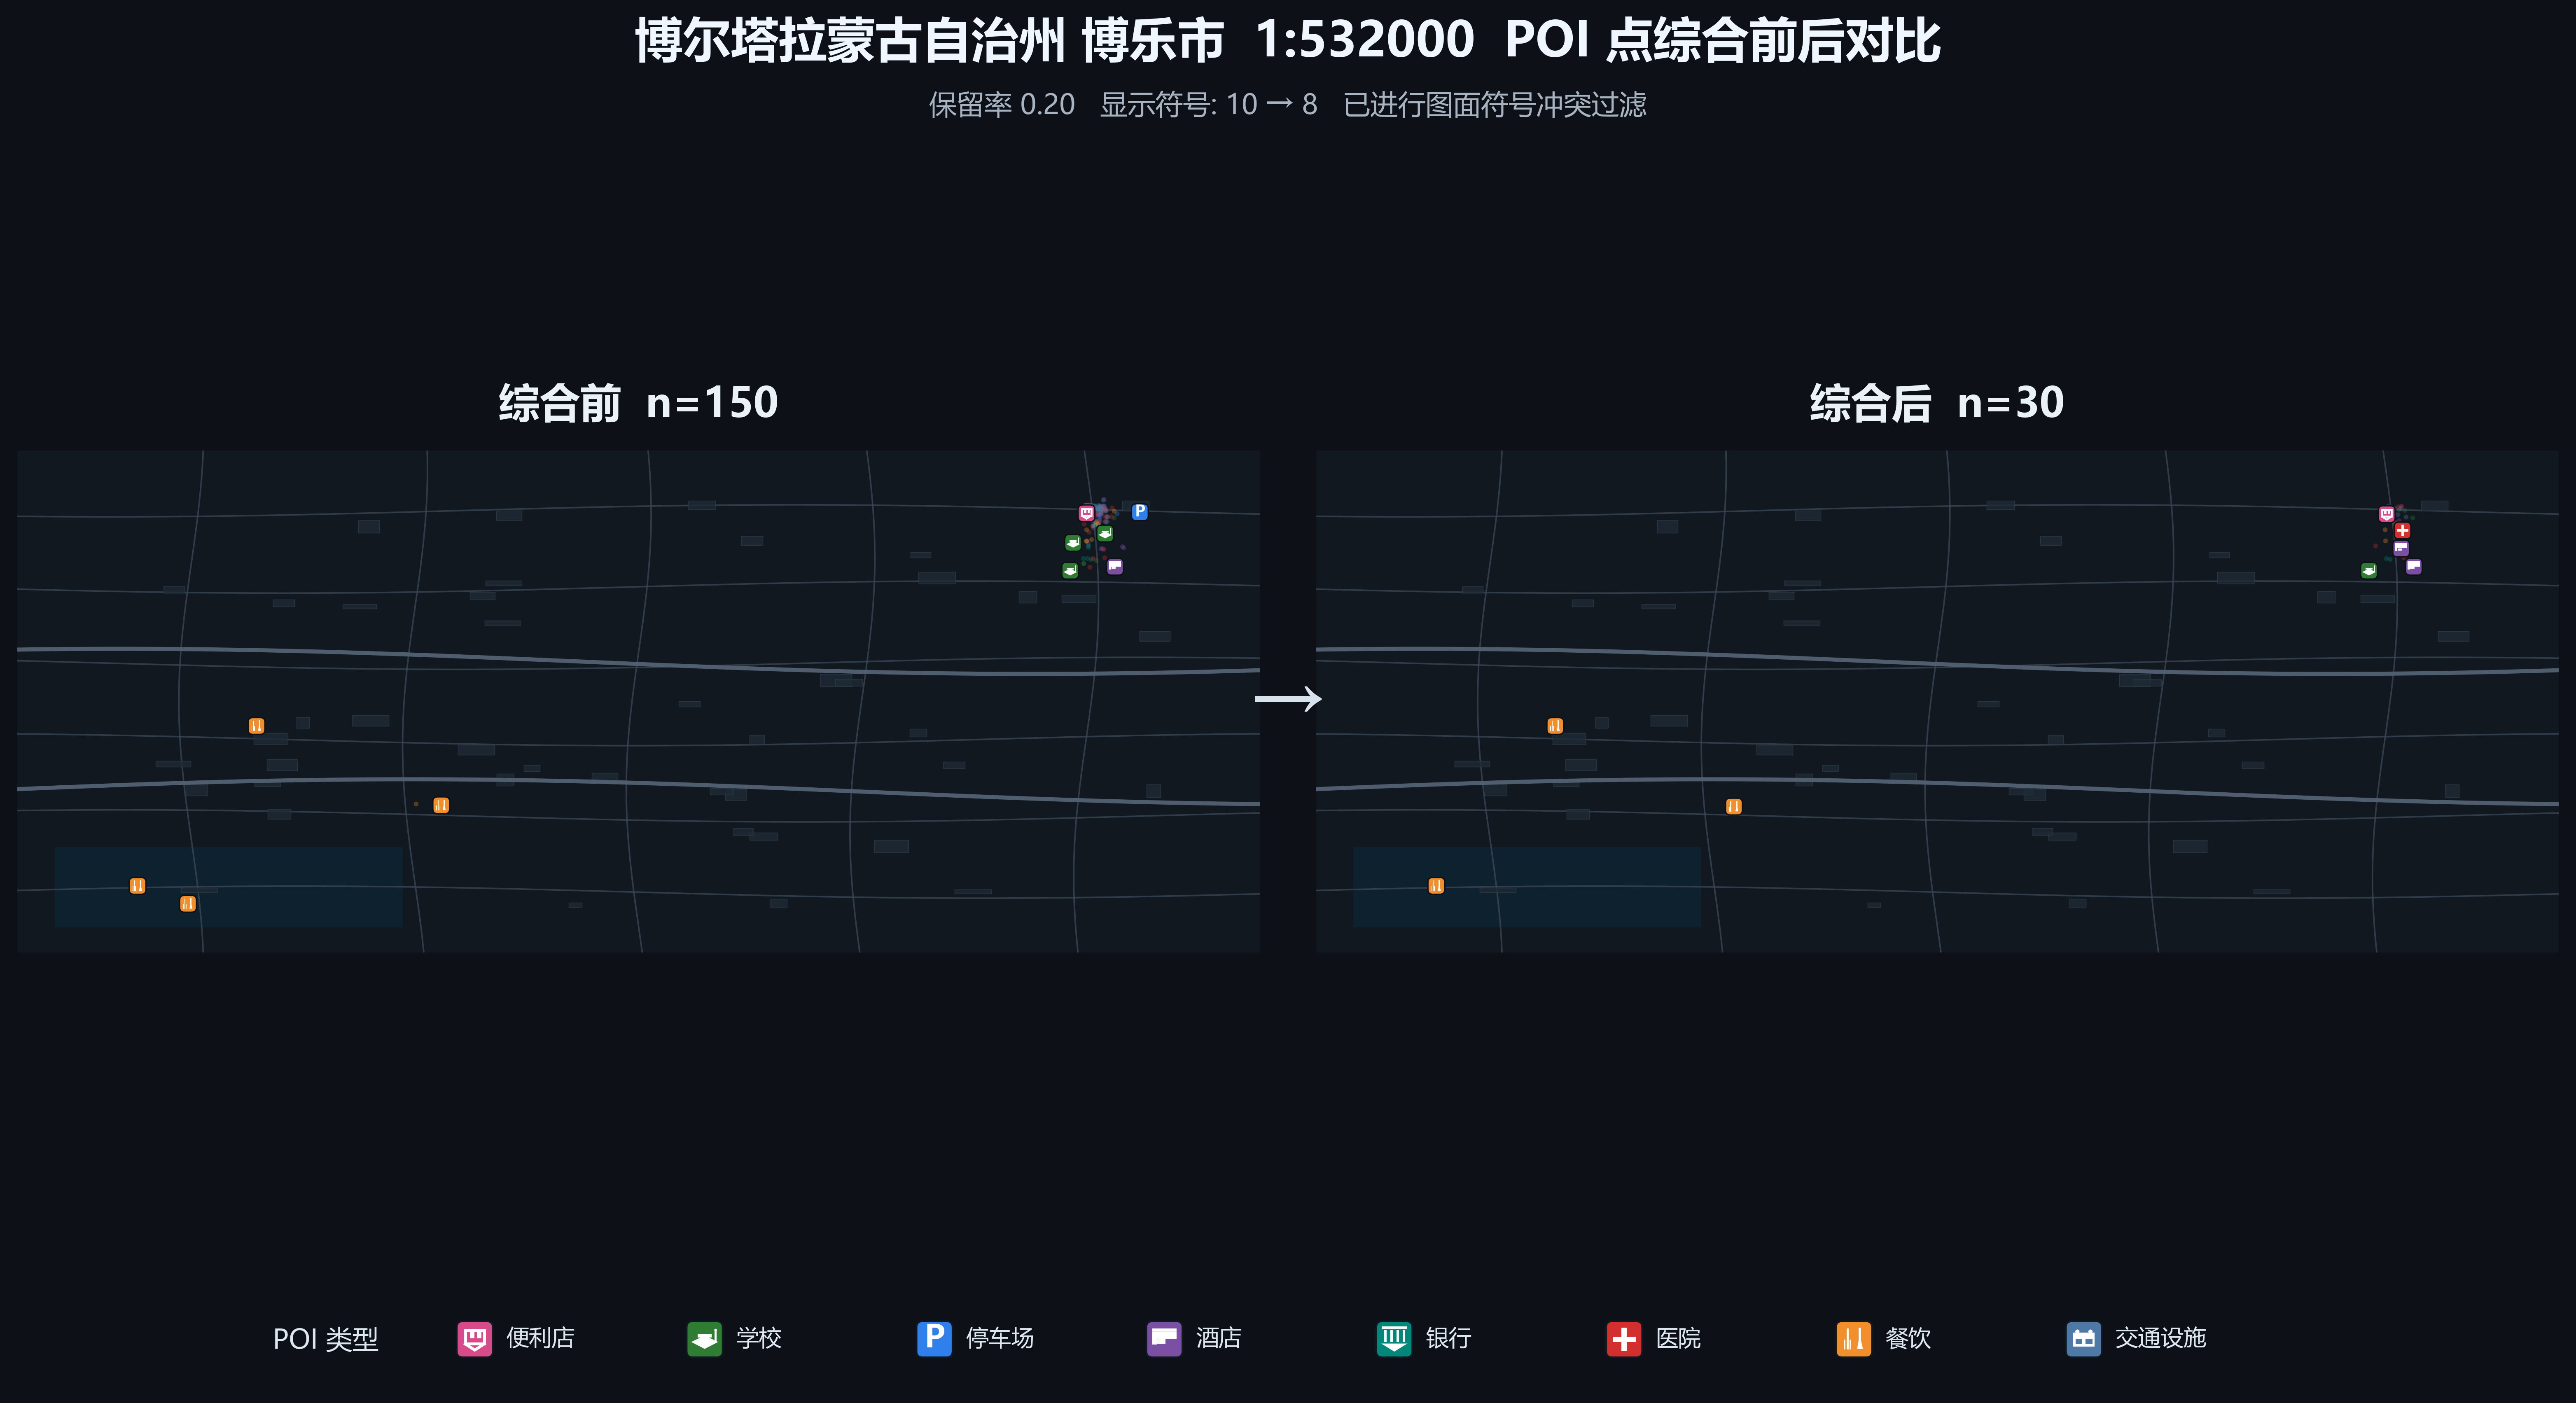 博尔塔拉蒙古自治州 博乐市 1:532000 POI 点综合前后对比
保留率 0.20 显示符号: 10 → 8 已进行图面符号冲突过滤
综合前 n=150
综合后 n=30
P
→
POI 类型 便利店 学校 P 停车场 酒店 银行 医院 餐饮 交通设施